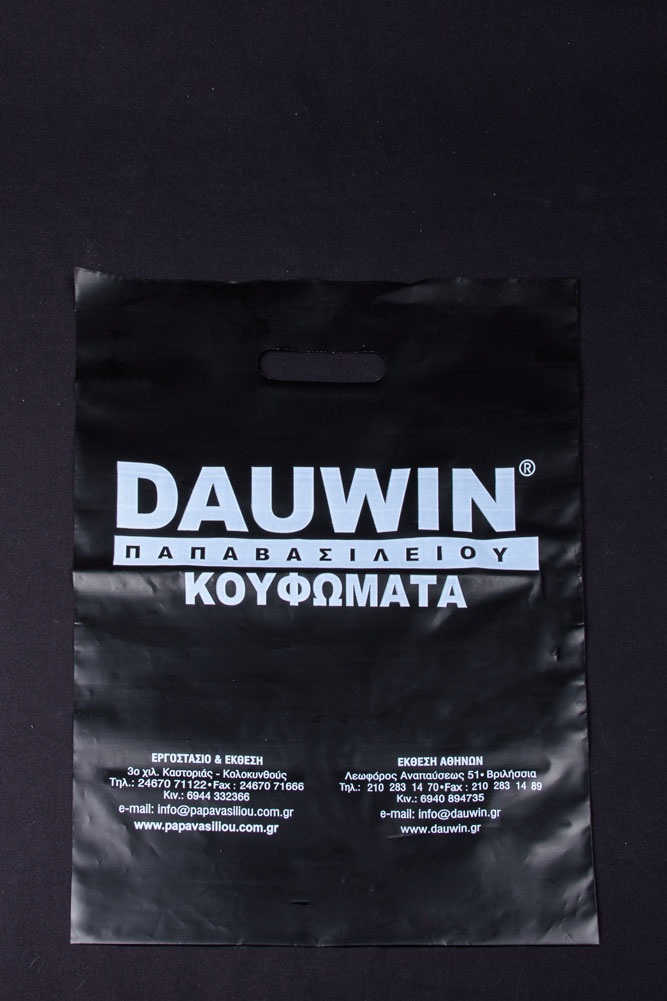 DAUWIN®
ΠΑΠΑΒΑΣΙΛΕΙΟΥ
ΚΟΥΦΩΜΑΤΑ
ΕΡΓΟΣΤΑΣΙΟ & ΕΚΘΕΣΗ
3ο χιλ. Καστοριάς - Κολοκυνθούς
Τηλ.: 24670 71122 • Fax : 24670 71666
Κιν.: 6944 332366
e-mail: info@papavasiliou.com.gr
www.papavasiliou.com.gr
ΕΚΘΕΣΗ ΑΘΗΝΩΝ
Λεωφόρος Αναπαύσεως 51 • Βριλήσσια
Τηλ.: 210 283 14 70 • Fax : 210 283 14 89
Κιν.: 6940 894735
e-mail: info@dauwin.gr
www.dauwin.gr